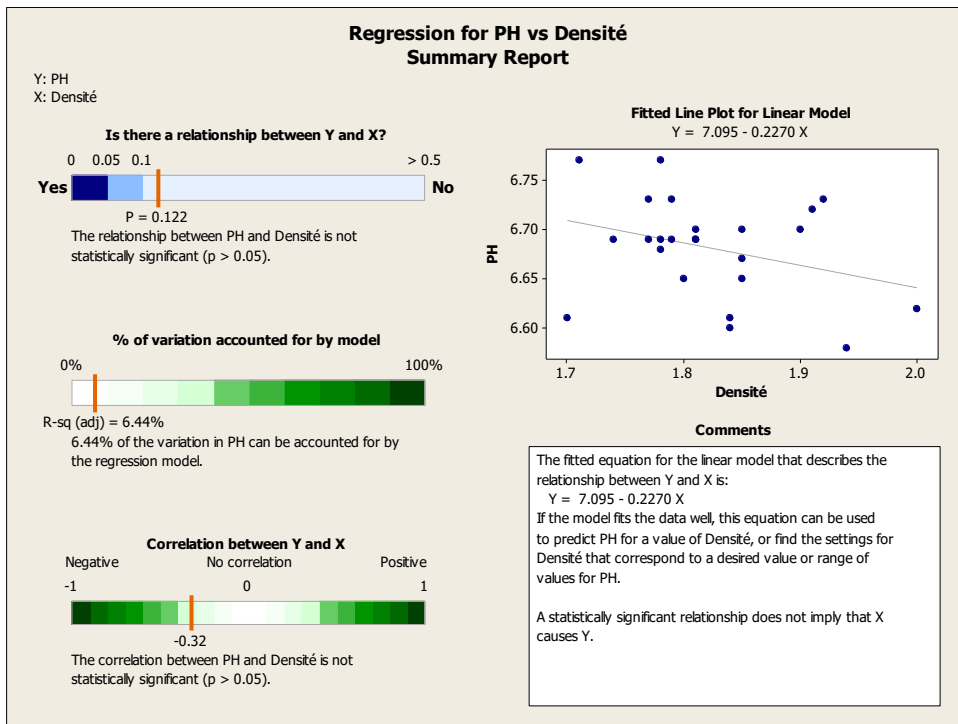 Regression for PH vs Densité
Summary Report
Y: PH
X: Densité
Is there a relationship between Y and X?
0 0.05 0.1 > 0.5
Yes No
P = 0.122
The relationship between PH and Densité is not
statistically significant (p > 0.05).
% of variation accounted for by model
0% 100%
R-sq (adj) = 6.44%
6.44% of the variation in PH can be accounted for by
the regression model.
Correlation between Y and X
Negative No correlation Positive
-1 0 1
-0.32
The correlation between PH and Densité is not
statistically significant (p > 0.05).
Fitted Line Plot for Linear Model
Y = 7.095 - 0.2270 X
6.75
6.70
6.65
6.60
PH
1.7 1.8 1.9 2.0
Densité
Comments
The fitted equation for the linear model that describes the
relationship between Y and X is:
Y = 7.095 - 0.2270 X
If the model fits the data well, this equation can be used
to predict PH for a value of Densité, or find the settings for
Densité that correspond to a desired value or range of
values for PH.
A statistically significant relationship does not imply that X
causes Y.